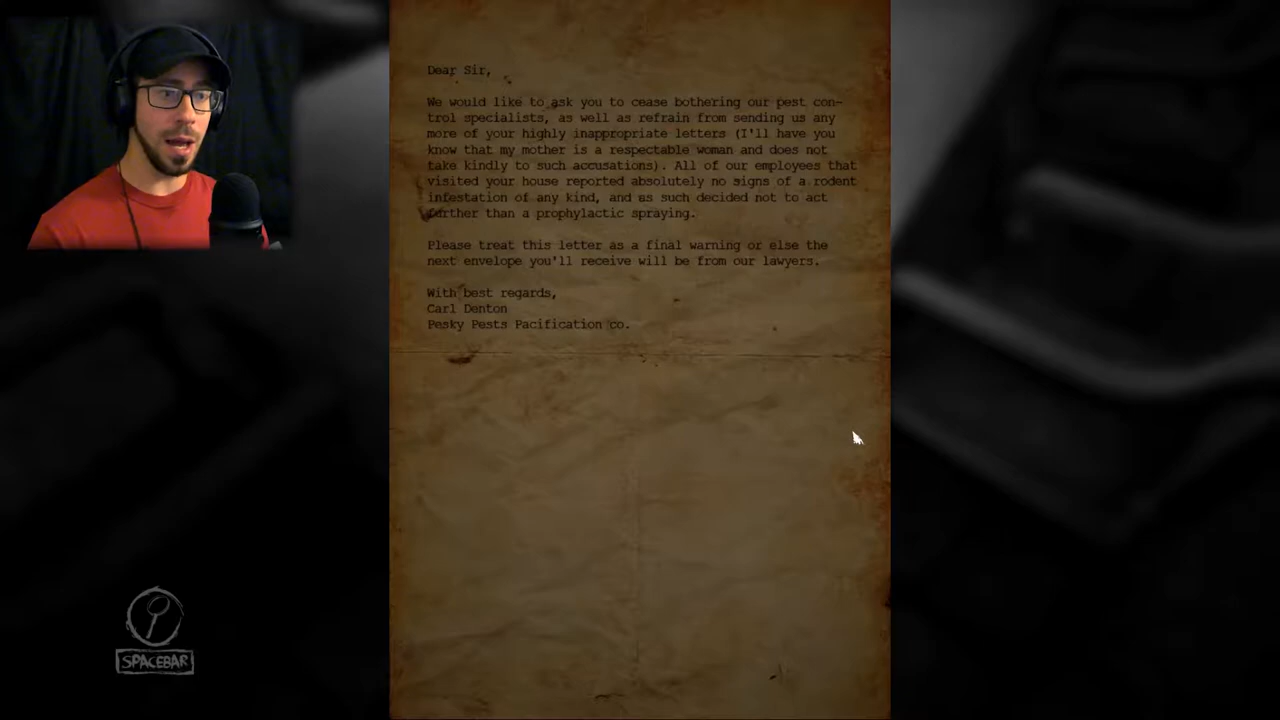 Dear Sir,
We would like to ask you to cease bothering our pest con-
trol specialists, as well as refrain from sending us any
more of your highly inappropriate letters (I'll have you
know that my mother is a respectable woman and does not
take kindly to such accusations). All of our employees that
visited your house reported absolutely no signs of a rodent
infestation of any kind, and as such decided not to act
further than a prophylactic spraying.
Please treat this letter as a final warning or else the
next envelope you'll receive will be from our lawyers.
With best regards,
Carl Denton
Pesky Pests Pacification co.
SPACEBAR